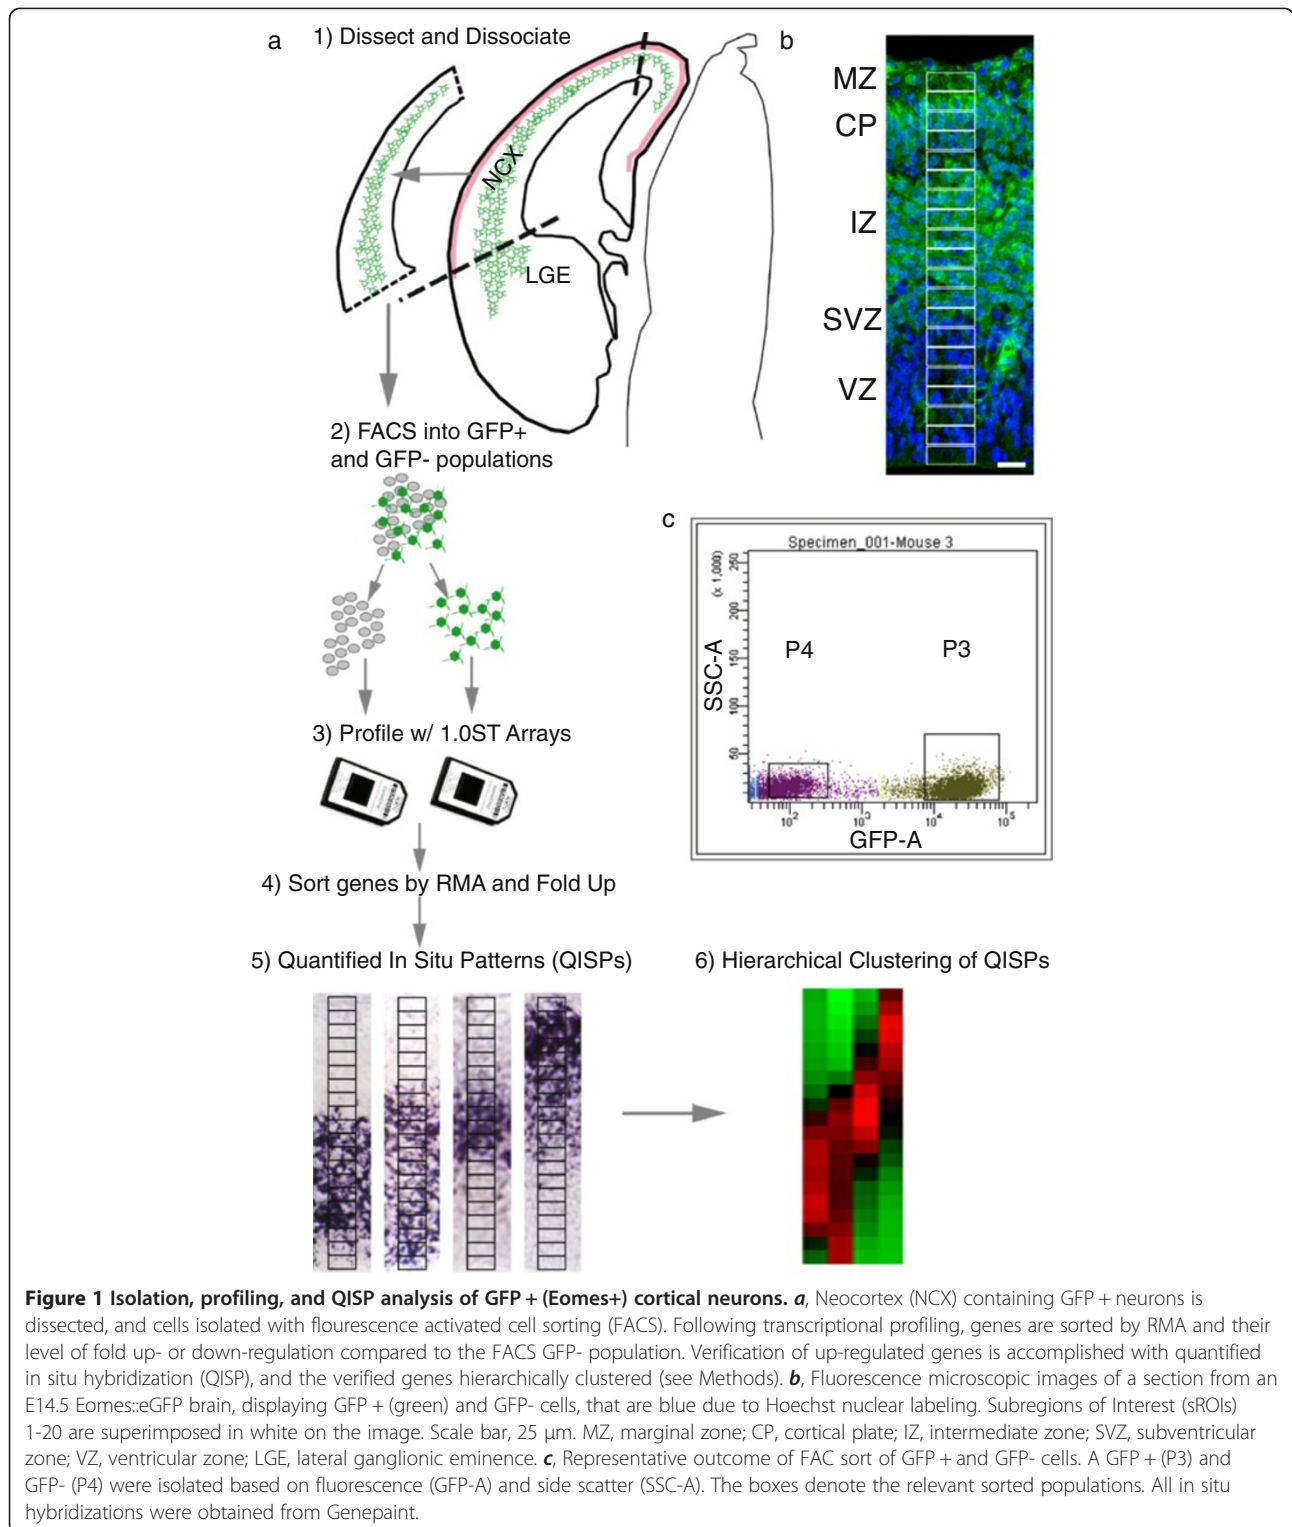 a
1) Dissect and Dissociate
NCX
LGE
2) FACS into GFP+
and GFP- populations
3) Profile w/ 1.0ST Arrays
4) Sort genes by RMA and Fold Up
5) Quantified In Situ Patterns (QISPs)
6) Hierarchical Clustering of QISPs
b
MZ
CP
IZ
SVZ
VZ
c
Specimen_001-Mouse 3
(x 1,000)
250
200
150
100
50
SSC-A
P4
P3
10²
10³
10⁴
10⁵
GFP-A
Figure 1 Isolation, profiling, and QISP analysis of GFP + (Eomes+) cortical neurons. a, Neocortex (NCX) containing GFP + neurons is
dissected, and cells isolated with flourescence activated cell sorting (FACS). Following transcriptional profiling, genes are sorted by RMA and their
level of fold up- or down-regulation compared to the FACS GFP- population. Verification of up-regulated genes is accomplished with quantified
in situ hybridization (QISP), and the verified genes hierarchically clustered (see Methods). b, Fluorescence microscopic images of a section from an
E14.5 Eomes::eGFP brain, displaying GFP + (green) and GFP- cells, that are blue due to Hoechst nuclear labeling. Subregions of Interest (sROIs)
1-20 are superimposed in white on the image. Scale bar, 25 μm. MZ, marginal zone; CP, cortical plate; IZ, intermediate zone; SVZ, subventricular
zone; VZ, ventricular zone; LGE, lateral ganglionic eminence. c, Representative outcome of FAC sort of GFP + and GFP- cells. A GFP + (P3) and
GFP- (P4) were isolated based on fluorescence (GFP-A) and side scatter (SSC-A). The boxes denote the relevant sorted populations. All in situ
hybridizations were obtained from Genepaint.